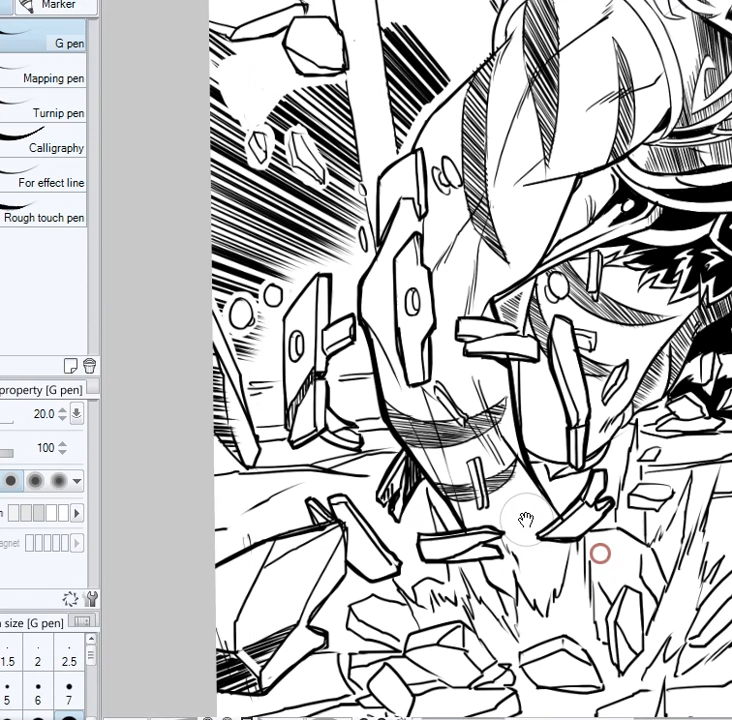 Marker
G pen
Mapping pen
Turnip pen
Calligraphy
For effect line
Rough touch pen
property [G pen]
20.0
100
size [G pen]
1.5 2 2.5
5 6 7